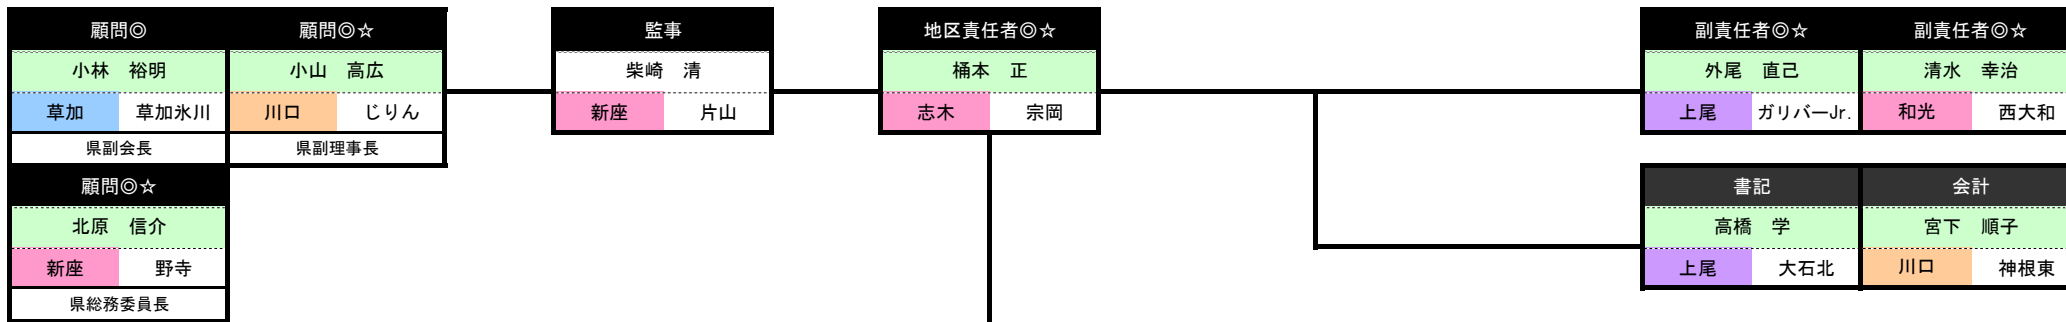 顧問◎ 顧問◎☆ 監事 地区責任者◎☆ 副責任者◎☆ 副責任者◎☆
小林　裕明 小山　高広 柴崎　清 桶本　正 外尾　直己 清水　幸治
草加 草加氷川 川口 じりん 新座 片山 志木 宗岡 上尾 ガリバーJr. 和光 西大和
県副会長 県副理事長
顧問◎☆ 書記 会計
北原　信介 高橋　学 宮下　順子
新座 野寺 上尾 大石北 川口 神根東
県総務委員長